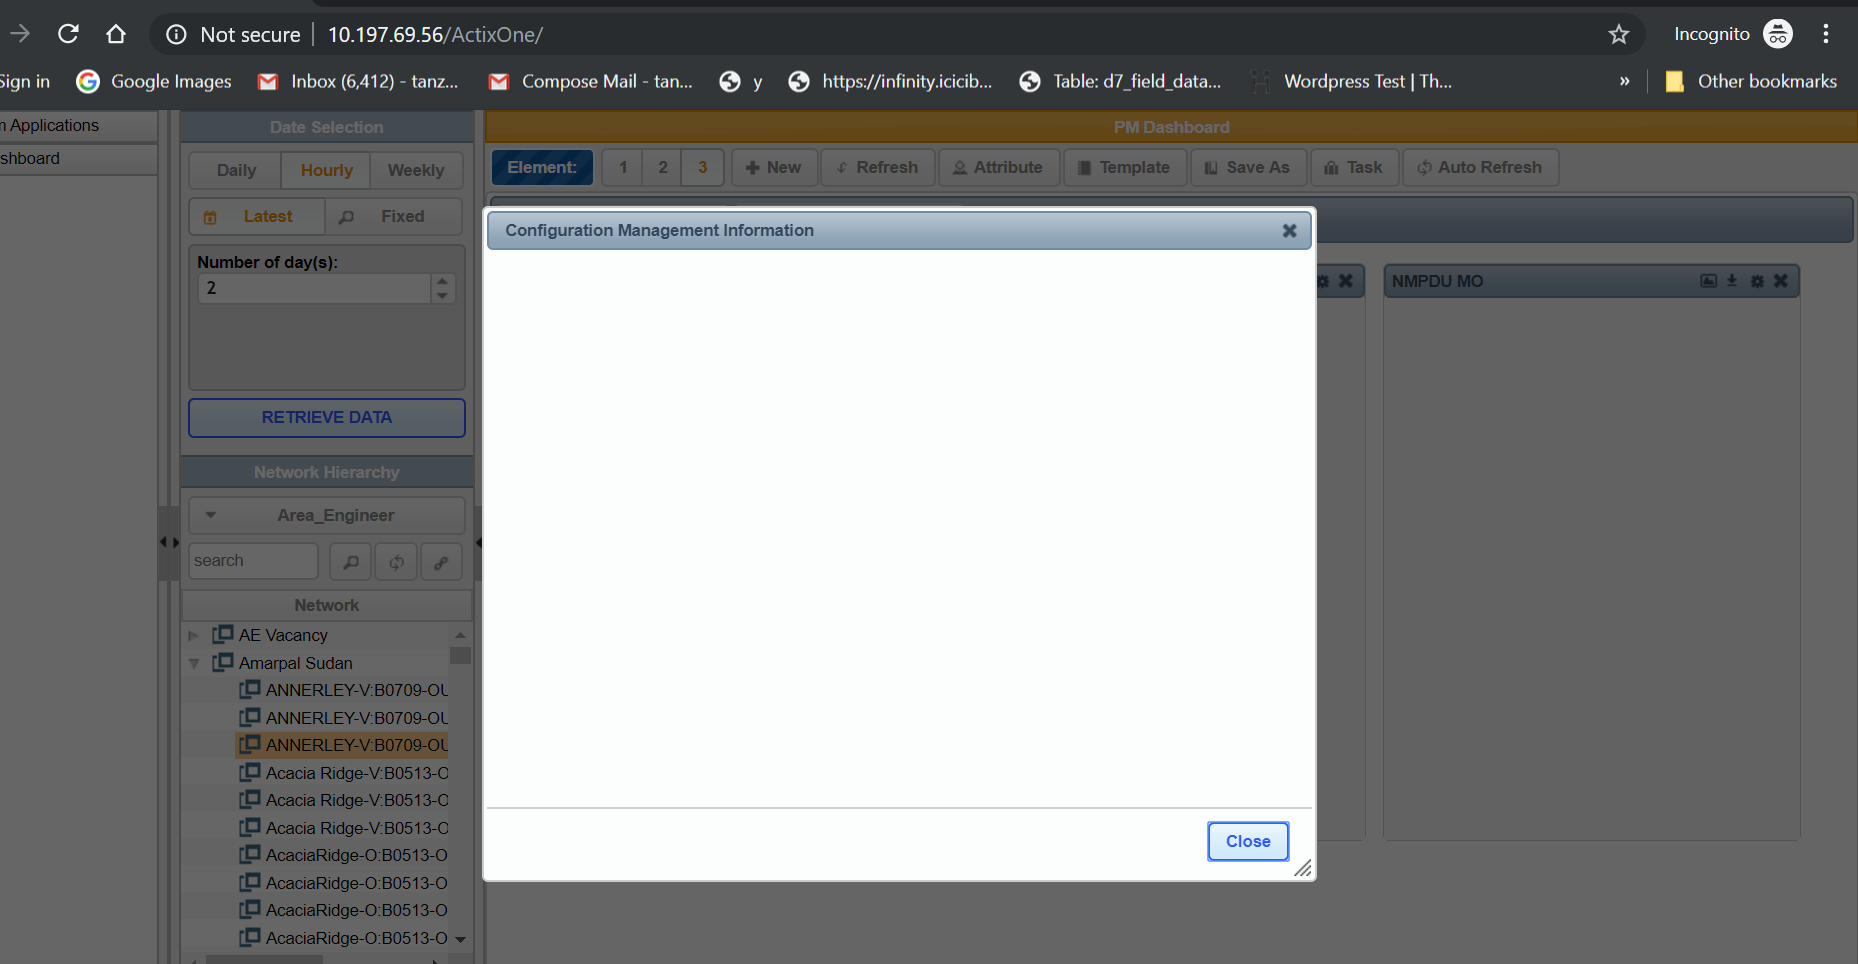 Not secure 10.197.69.56/ActixOne/ Incognito
Sign in Google Images Inbox (6,412) - tanz... Compose Mail - tan... y https://infinity.icicib... Table: d7_field_data... Wordpress Test | Th... » Other bookmarks
n Applications
shboard
Date Selection
Daily Hourly Weekly
Latest Fixed
Number of day(s):
2
RETRIEVE DATA
Network Hierarchy
Area_Engineer
search
Network
AE Vacancy
Amarpal Sudan
ANNERLEY-V:B0709-OU
ANNERLEY-V:B0709-OU
ANNERLEY-V:B0709-OU
Acacia Ridge-V:B0513-O
Acacia Ridge-V:B0513-O
Acacia Ridge-V:B0513-O
AcaciaRidge-O:B0513-O
AcaciaRidge-O:B0513-O
AcaciaRidge-O:B0513-O
AcaciaRidge-O:B0513-O
PM Dashboard
Element: 1 2 3 New Refresh Attribute Template Save As Task Auto Refresh
Configuration Management Information
NMPDU MO
Close